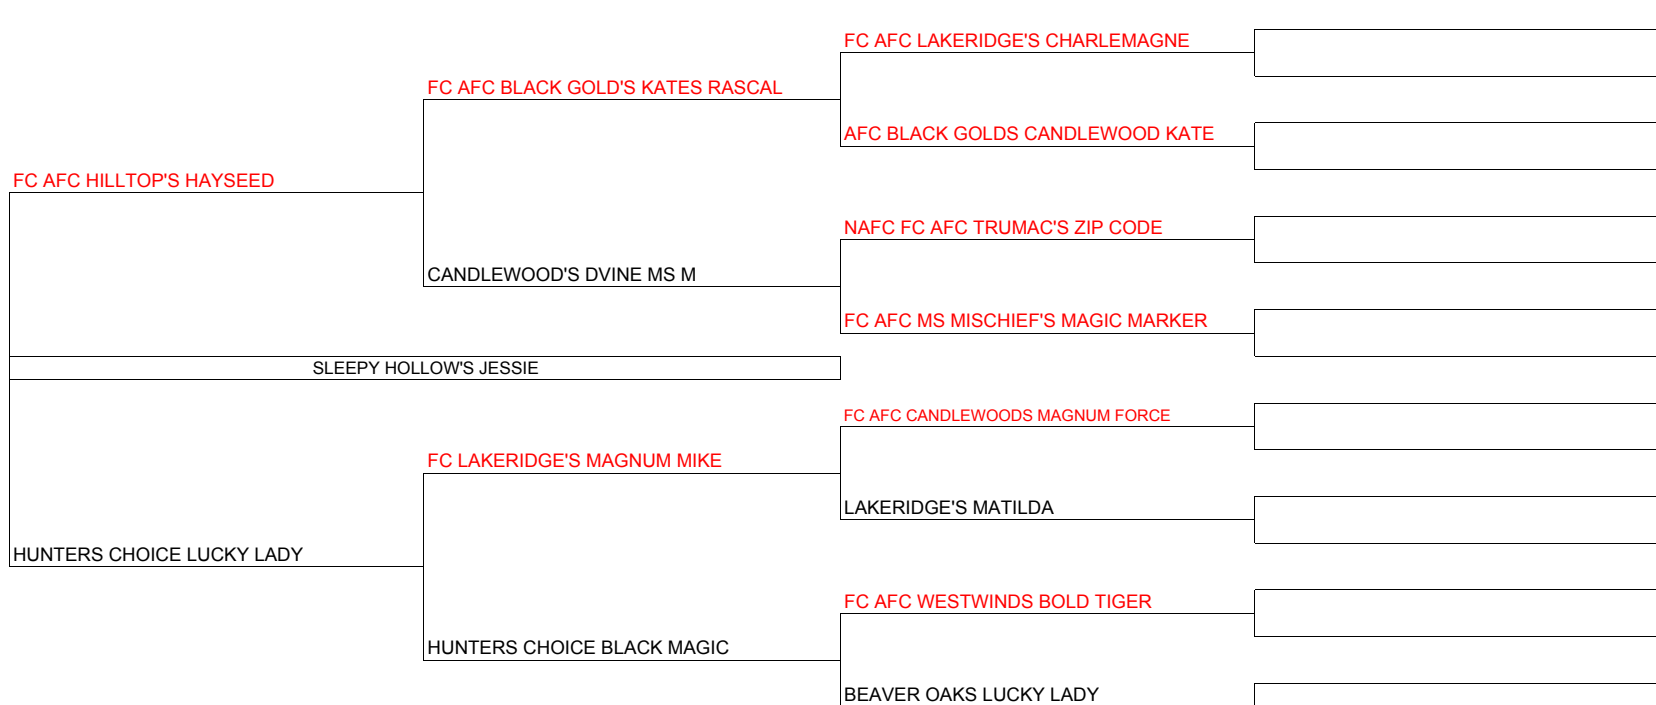 FC AFC LAKERIDGE'S CHARLEMAGNE
FC AFC BLACK GOLD'S KATES RASCAL
AFC BLACK GOLDS CANDLEWOOD KATE
FC AFC HILLTOP'S HAYSEED
NAFC FC AFC TRUMAC'S ZIP CODE
CANDLEWOOD'S DVINE MS M
FC AFC MS MISCHIEF'S MAGIC MARKER
SLEEPY HOLLOW'S JESSIE
FC AFC CANDLEWOODS MAGNUM FORCE
FC LAKERIDGE'S MAGNUM MIKE
LAKERIDGE'S MATILDA
HUNTERS CHOICE LUCKY LADY
FC AFC WESTWINDS BOLD TIGER
HUNTERS CHOICE BLACK MAGIC
BEAVER OAKS LUCKY LADY